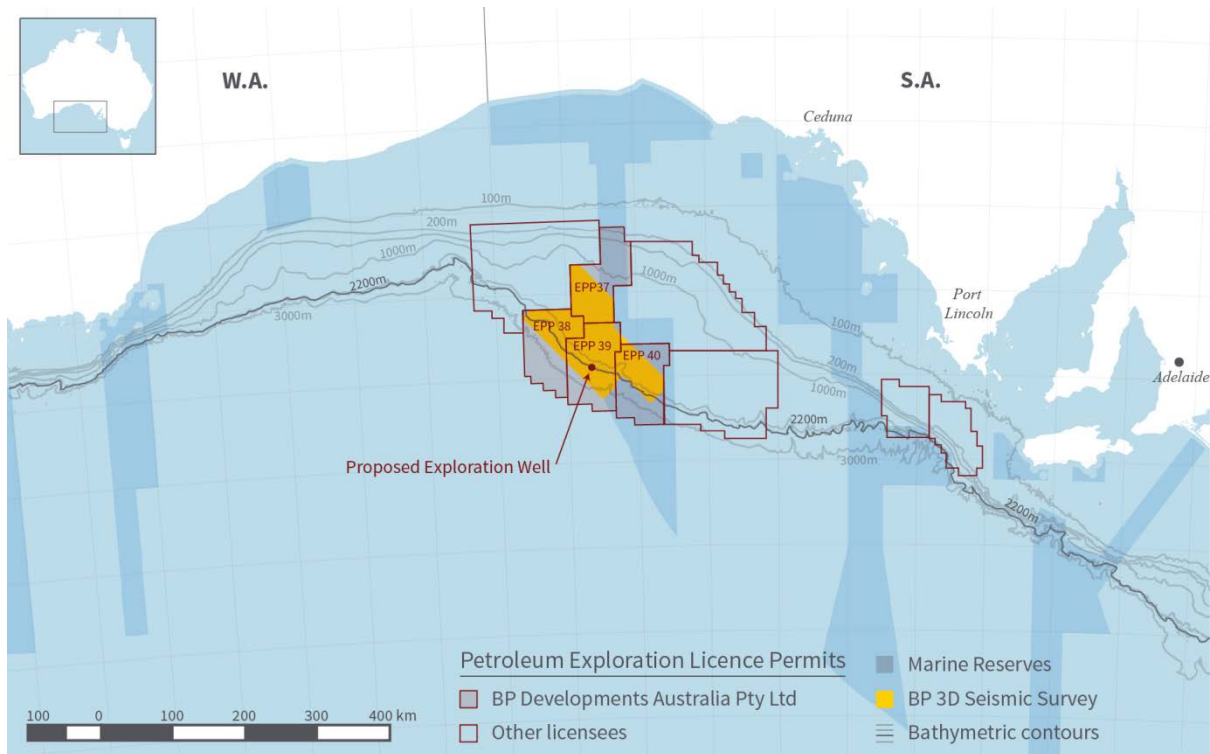 W.A.
S.A.
Ceduna
100m
200m
1000m
2200m
3000m
1000m
EPP37
EPP 38
EPP 39
EPP 40
Port
Lincoln
100m
200m
1000m
Adelaide
2200m
3000m
2200m
Proposed Exploration Well
Petroleum Exploration Licence Permits
BP Developments Australia Pty Ltd
Other licensees
Marine Reserves
BP 3D Seismic Survey
Bathymetric contours
100 0 100 200 300 400 km